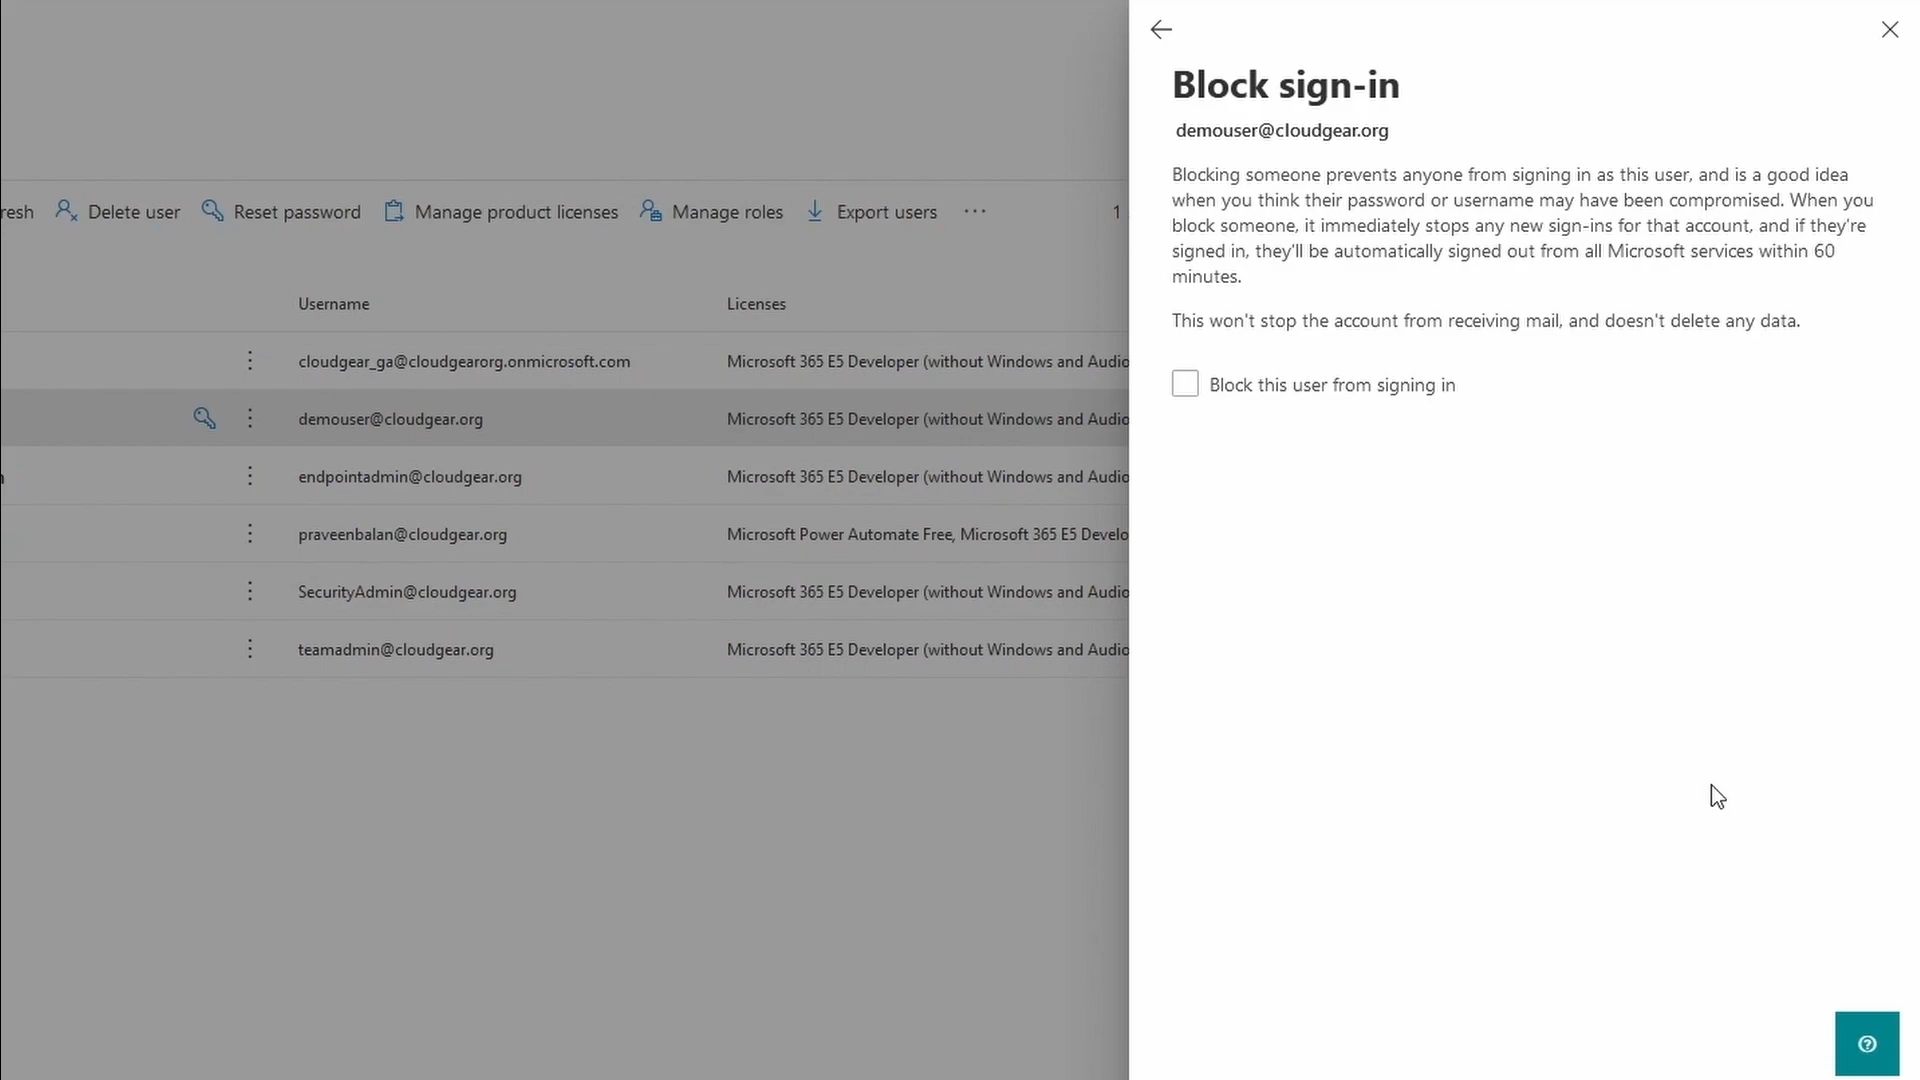 Block sign-in
demouser@cloudgear.org
Blocking someone prevents anyone from signing in as this user, and is a good idea
when you think their password or username may have been compromised. When you
block someone, it immediately stops any new sign-ins for that account, and if they're
signed in, they'll be automatically signed out from all Microsoft services within 60
minutes.
This won't stop the account from receiving mail, and doesn't delete any data.
Block this user from signing in
resh Delete user Reset password Manage product licenses Manage roles Export users ··· 1
Username Licenses
cloudgear_ga@cloudgearorg.onmicrosoft.com Microsoft 365 E5 Developer (without Windows and Audio
demouser@cloudgear.org Microsoft 365 E5 Developer (without Windows and Audio
endpointadmin@cloudgear.org Microsoft 365 E5 Developer (without Windows and Audio
praveenbalan@cloudgear.org Microsoft Power Automate Free, Microsoft 365 E5 Develo
SecurityAdmin@cloudgear.org Microsoft 365 E5 Developer (without Windows and Audio
teamadmin@cloudgear.org Microsoft 365 E5 Developer (without Windows and Audio